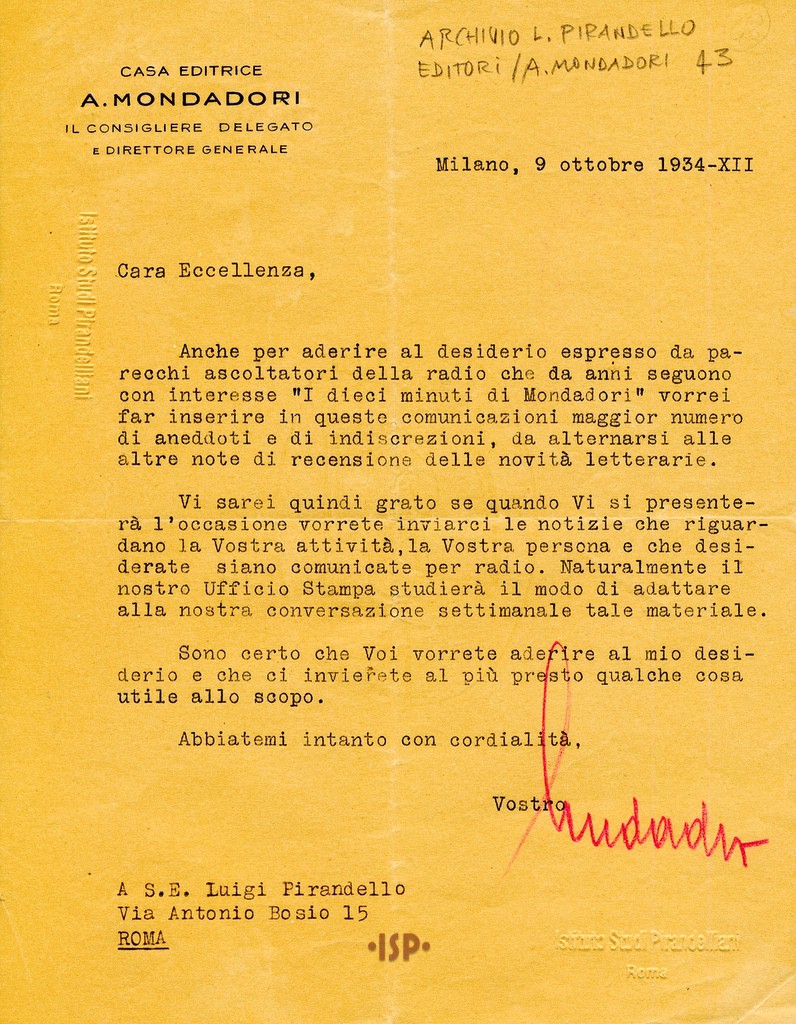 ARCHIVIO L. PIRANDELLO
EDITORI / A. MONDADORI 43
CASA EDITRICE
A. MONDADORI
IL CONSIGLIERE DELEGATO
E DIRETTORE GENERALE
Milano, 9 ottobre 1934-XII
Istituto Studi Pirandelliani
Roma
Cara Eccellenza,
Anche per aderire al desiderio espresso da pa-
recchi ascoltatori della radio che da anni seguono
con interesse "I dieci minuti di Mondadori" vorrei
far inserire in queste comunicazioni maggior numero
di aneddoti e di indiscrezioni, da alternarsi alle
altre note di recensione delle novità letterarie.
Vi sarei quindi grato se quando Vi si presente-
rà l'occasione vorrete inviarci le notizie che riguar-
dano la Vostra attività,la Vostra persona e che desi-
derate siano comunicate per radio. Naturalmente il
nostro Ufficio Stampa studierà il modo di adattare
alla nostra conversazione settimanale tale materiale.
Sono certo che Voi vorrete aderire al mio desi-
derio e che ci invierete al più presto qualche cosa
utile allo scopo.
Abbiatemi intanto con cordialità,
Vostro
Mondadori
A S.E. Luigi Pirandello
Via Antonio Bosio 15
ROMA
·ISP·
Istituto Studi Pirandelliani
Roma